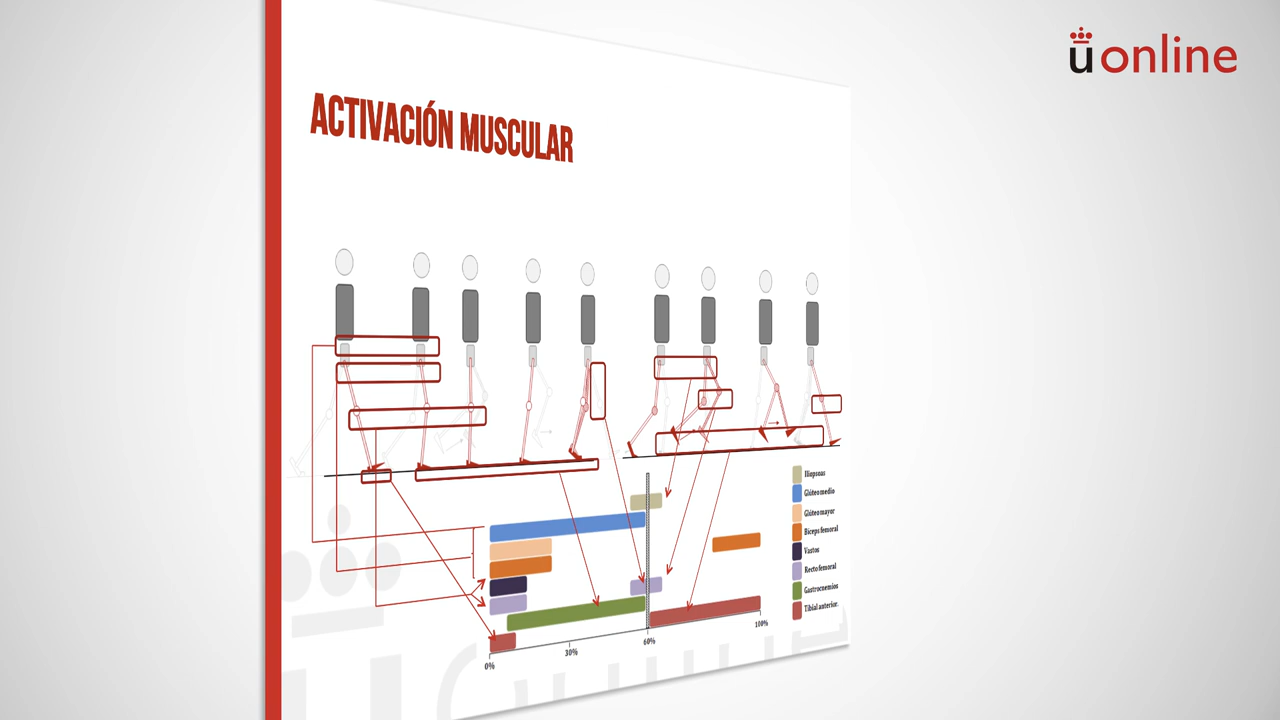 uonline
ACTIVACIÓN MUSCULAR
Iliopsoas
Glúteo medio
Glúteo mayor
Bíceps femoral
Vastos
Recto femoral
Gastrocnemios
Tibial anterior.
0%
30%
60%
100%